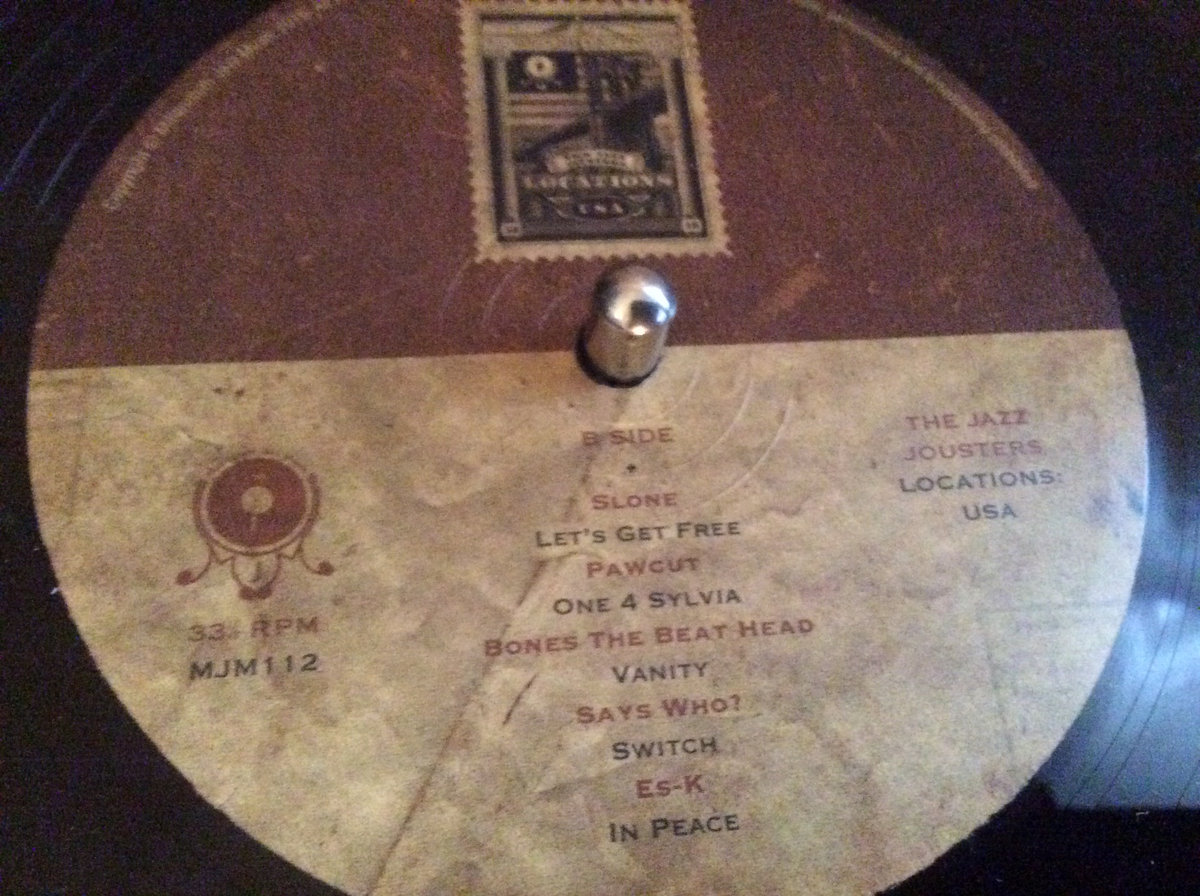 LOCATIONS
USA
B SIDE
SLONE
LET'S GET FREE
PAWCUT
ONE 4 SYLVIA
BONES THE BEAT HEAD
VANITY
SAYS WHO?
SWITCH
ES-K
IN PEACE
THE JAZZ
JOUSTERS
LOCATIONS:
USA
33⅓ RPM
MJM112